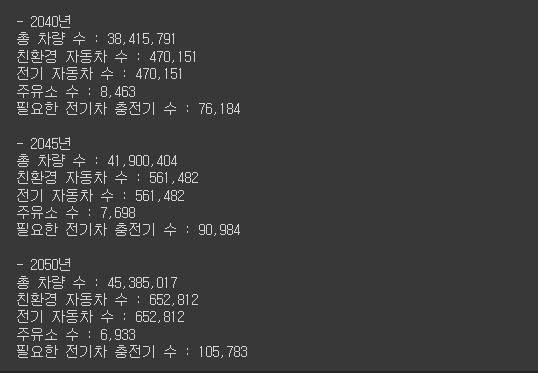 - 2040년
총 차량 수 : 38,415,791
친환경 자동차 수 : 470,151
전기 자동차 수 : 470,151
주유소 수 : 8,463
필요한 전기차 충전기 수 : 76,184
- 2045년
총 차량 수 : 41,900,404
친환경 자동차 수 : 561,482
전기 자동차 수 : 561,482
주유소 수 : 7,698
필요한 전기차 충전기 수 : 90,984
- 2050년
총 차량 수 : 45,385,017
친환경 자동차 수 : 652,812
전기 자동차 수 : 652,812
주유소 수 : 6,933
필요한 전기차 충전기 수 : 105,783